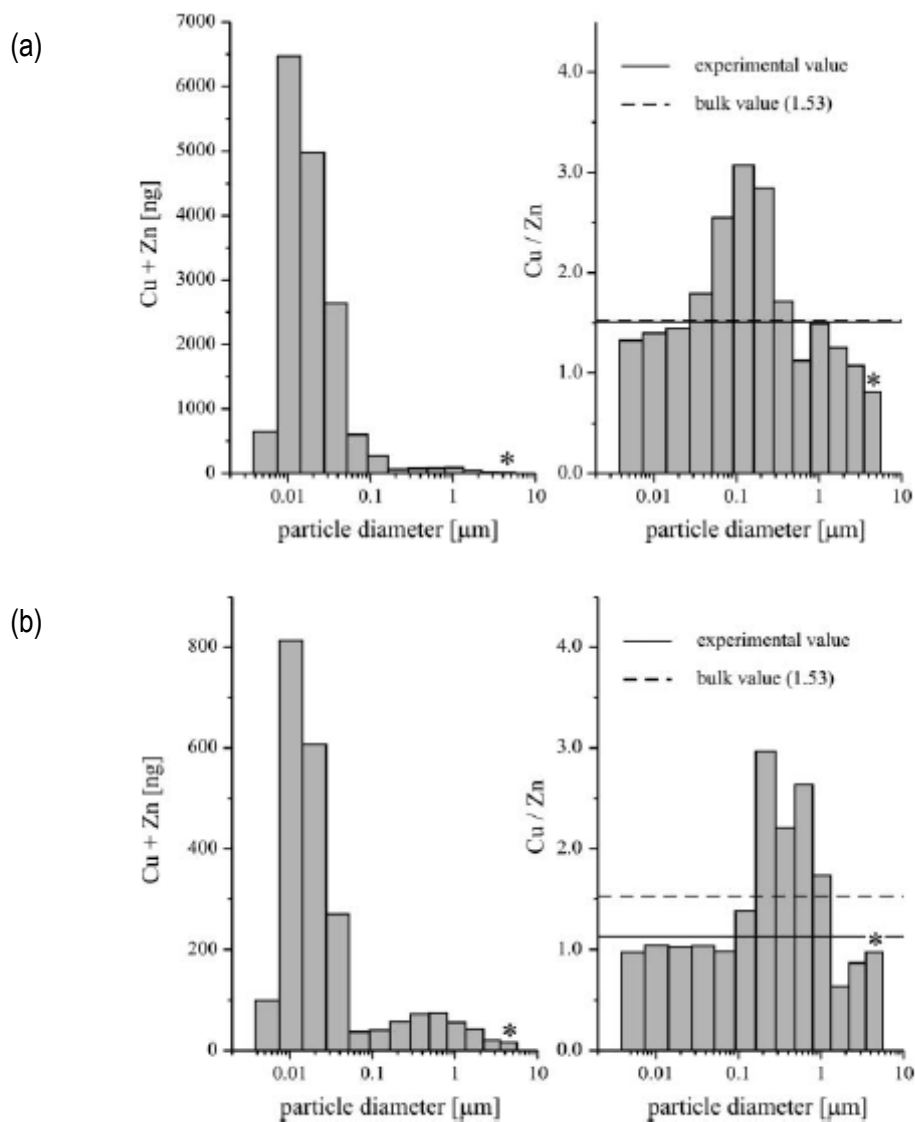 (a)
7000
6000
5000
4000
3000
2000
1000
0
Cu + Zn [ng]
*
0.01 0.1 1 10
particle diameter [μm]
4.0
3.0
2.0
1.0
0.0
Cu / Zn
experimental value
bulk value (1.53)
*
0.01 0.1 1 10
particle diameter [μm]
(b)
800
600
400
200
0
Cu + Zn [ng]
*
0.01 0.1 1 10
particle diameter [μm]
4.0
3.0
2.0
1.0
0.0
Cu / Zn
experimental value
bulk value (1.53)
*
0.01 0.1 1 10
particle diameter [μm]